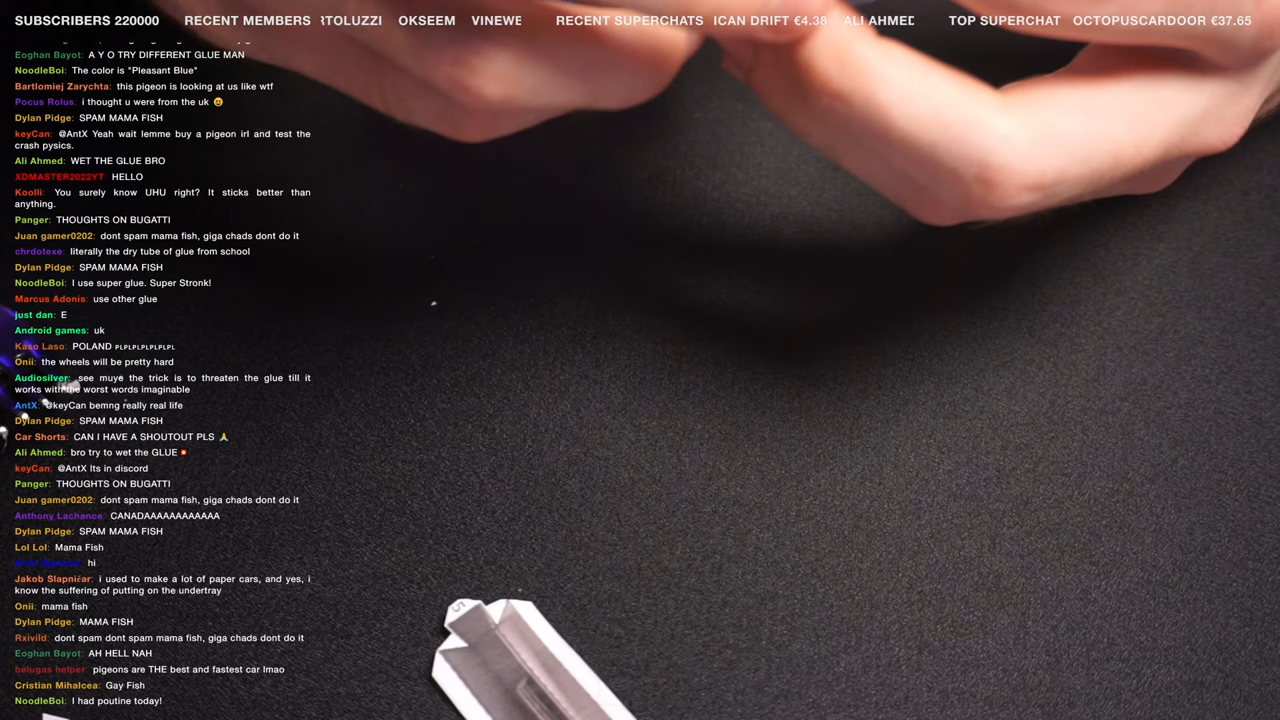 SUBSCRIBERS 220000 RECENT MEMBERS RTOLUZZI OKSEEM VINEWE RECENT SUPERCHATS ICAN DRIFT €4.38 ALI AHMED TOP SUPERCHAT OCTOPUSCARDOOR €37.65
Eoghan Bayot: A Y O TRY DIFFERENT GLUE MAN
NoodleBoi: The color is *Pleasant Blue*
Bartlomiej Zarychta: this pigeon is looking at us like wtf
Pocus Rolus: i thought u were from the uk 😀
Dylan Pidge: SPAM MAMA FISH
keyCan: @AntX Yeah wait lemme buy a pigeon irl and test the
crash pysics.
Ali Ahmed: WET THE GLUE BRO
XDMASTER2022YT: HELLO
Koolli: You surely know UHU right? It sticks better than
anything.
Panger: THOUGHTS ON BUGATTI
Juan gamer0202: dont spam mama fish, giga chads dont do it
chrdotexe: literally the dry tube of glue from school
Dylan Pidge: SPAM MAMA FISH
NoodleBoi: I use super glue. Super Stronk!
Marcus Adonis: use other glue
just dan: E
Android games: uk
Kaso Laso: POLAND PLPLPLPLPLPLPL
Onii: the wheels will be pretty hard
Audiosilver: see muye the trick is to threaten the glue till it
works with the worst words imaginable
AntX: @keyCan bemng really real life
Dylan Pidge: SPAM MAMA FISH
Car Shorts: CAN I HAVE A SHOUTOUT PLS 🙏
Ali Ahmed: bro try to wet the GLUE 💥
keyCan: @AntX Its in discord
Panger: THOUGHTS ON BUGATTI
Juan gamer0202: dont spam mama fish, giga chads dont do it
Anthony Lachance: CANADAAAAAAAAAAAA
Dylan Pidge: SPAM MAMA FISH
Lol Lol: Mama Fish
hi
Jakob Slapničar: i used to make a lot of paper cars, and yes, i
know the suffering of putting on the undertray
Onii: mama fish
Dylan Pidge: MAMA FISH
Rxivild: dont spam dont spam mama fish, giga chads dont do it
Eoghan Bayot: AH HELL NAH
belugas helper: pigeons are THE best and fastest car lmao
Cristian Mihalcea: Gay Fish
NoodleBoi: I had poutine today!
5